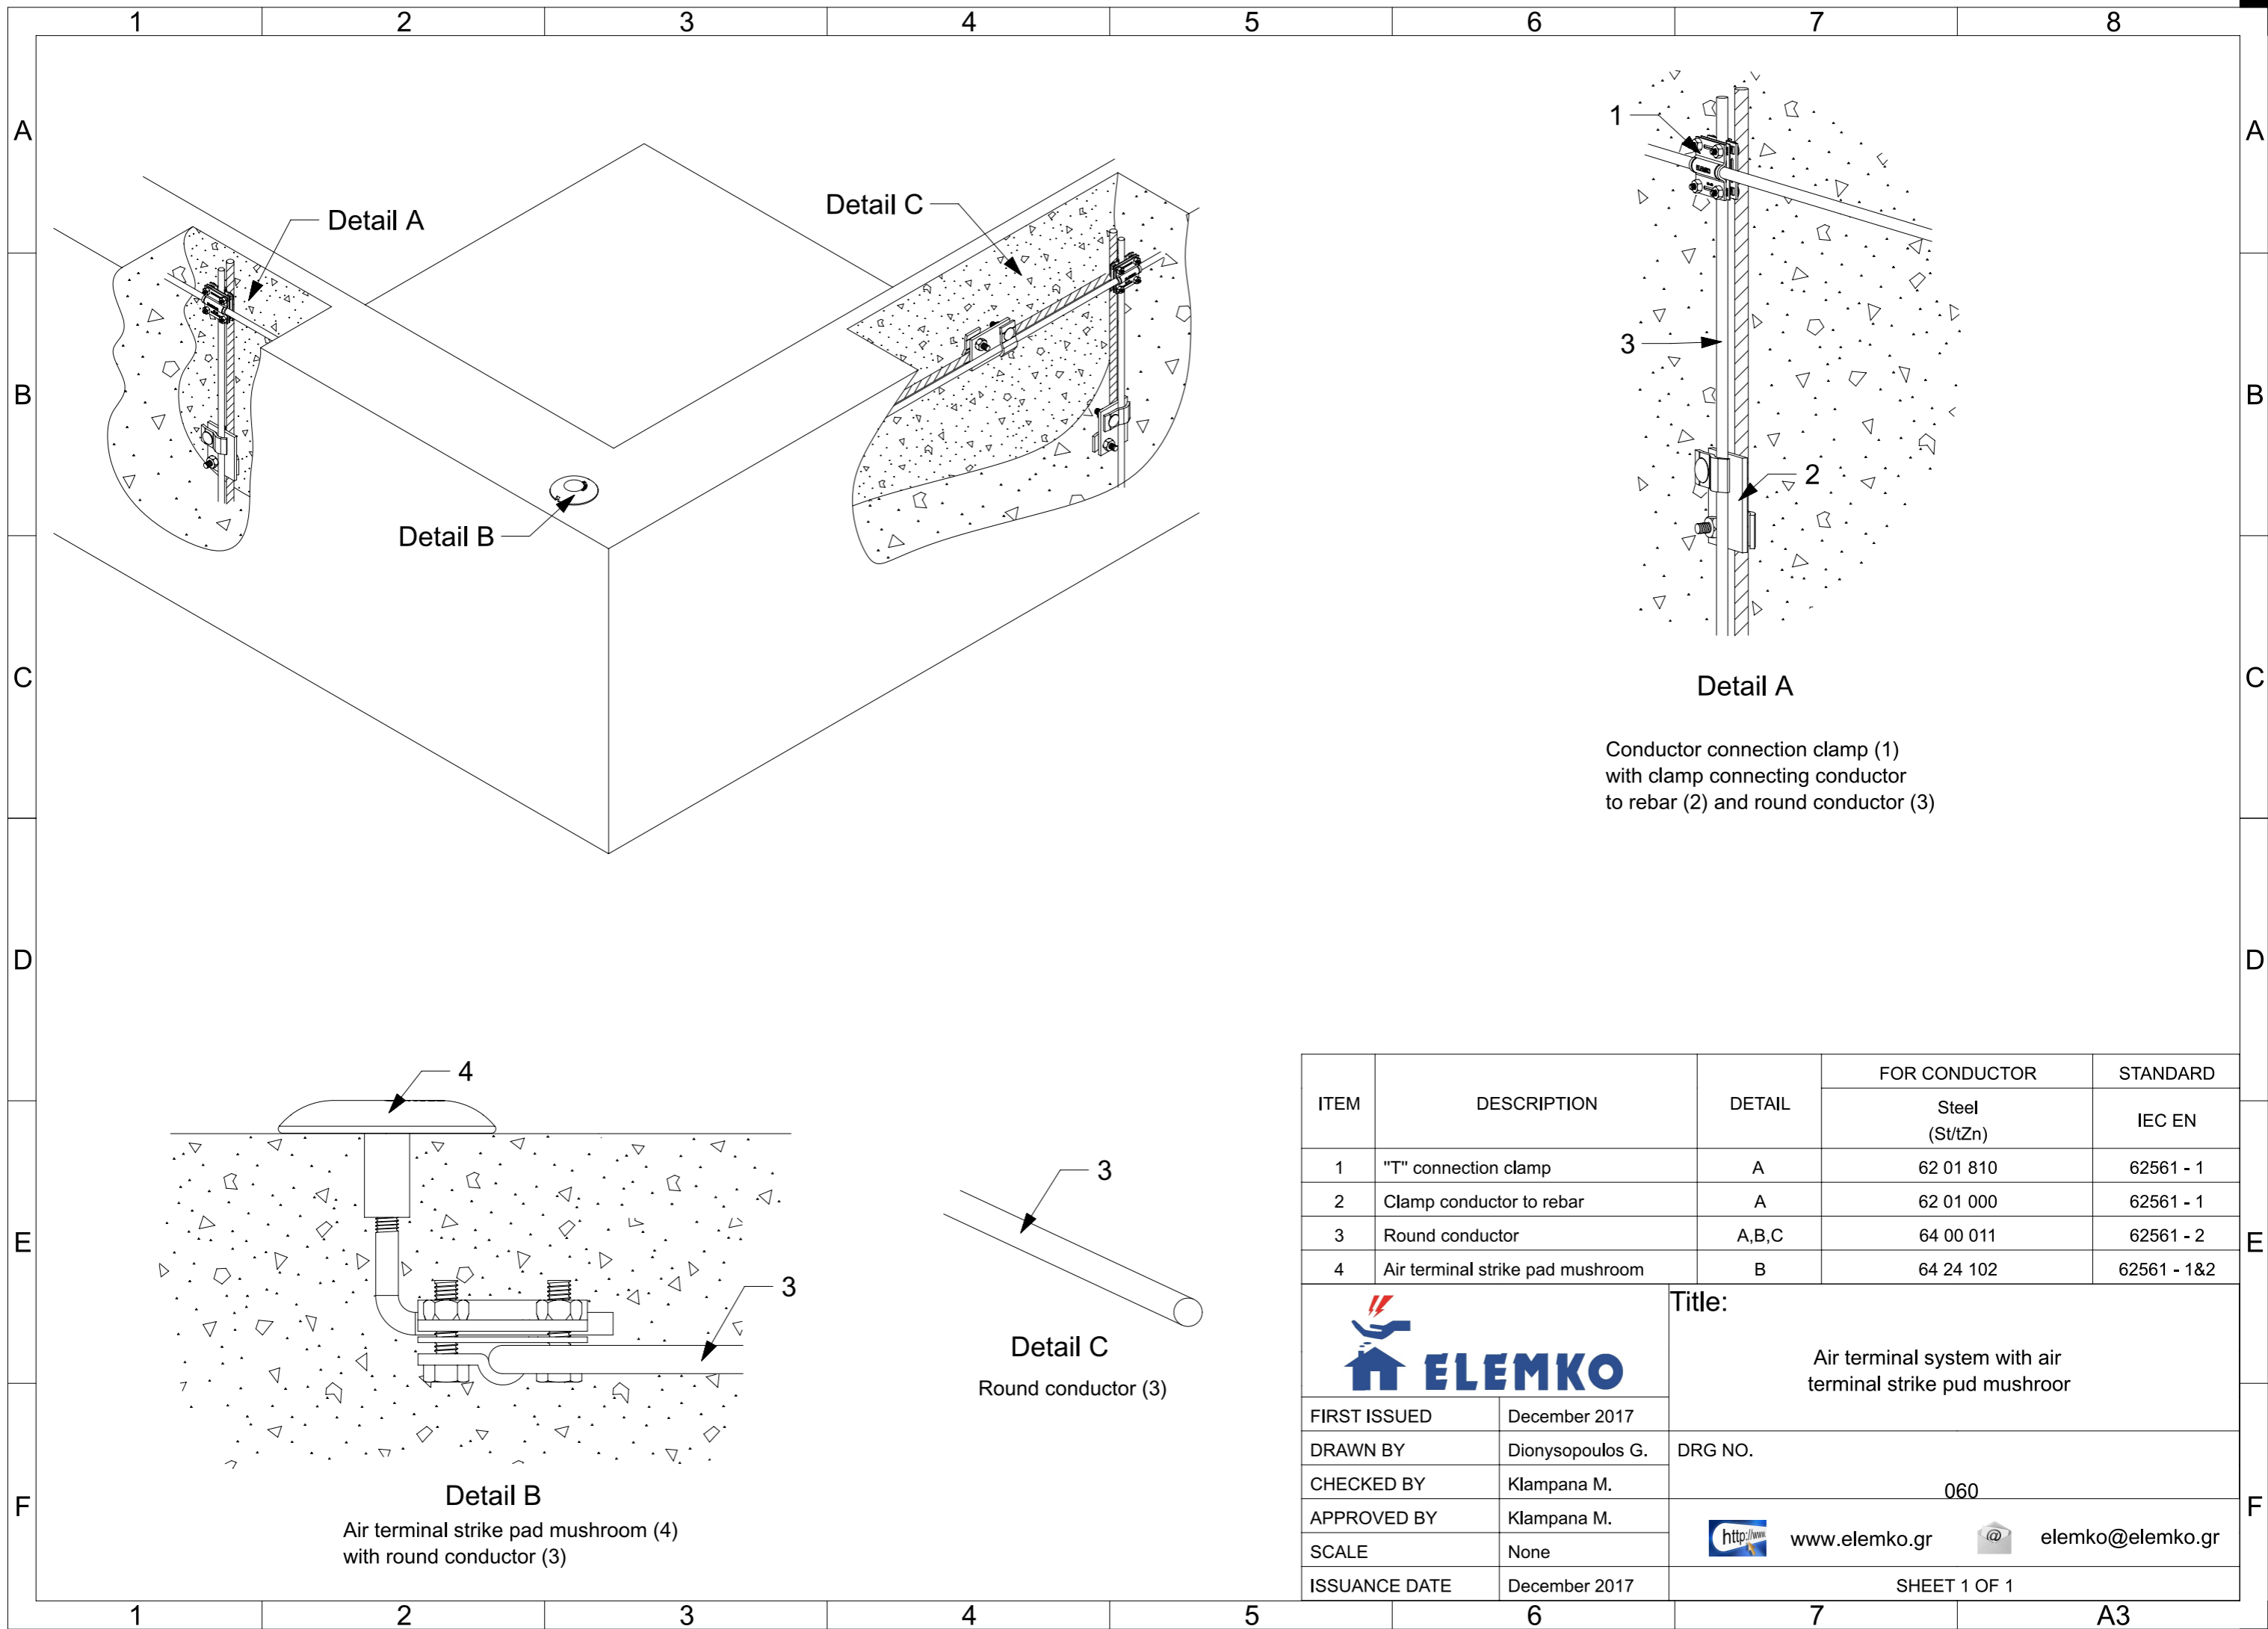 1 2 3 4 5 6 7 8
A A
B B
C C
D D
E E
F F
Detail A
Detail B
Detail C
1
3
2
Detail A
Conductor connection clamp (1)
with clamp connecting conductor
to rebar (2) and round conductor (3)
4
3
Detail B
Air terminal strike pad mushroom (4)
with round conductor (3)
3
Detail C
Round conductor (3)
ITEM DESCRIPTION DETAIL FOR CONDUCTOR STANDARD
Steel
(St/tZn) IEC EN
1 "T" connection clamp A 62 01 810 62561 - 1
2 Clamp conductor to rebar A 62 01 000 62561 - 1
3 Round conductor A,B,C 64 00 011 62561 - 2
4 Air terminal strike pad mushroom B 64 24 102 62561 - 1&2
ELEMKO
Title:
Air terminal system with air
terminal strike pud mushroor
FIRST ISSUED December 2017
DRAWN BY Dionysopoulos G.
CHECKED BY Klampana M.
APPROVED BY Klampana M.
SCALE None
ISSUANCE DATE December 2017
DRG NO.
060
http://www. www.elemko.gr @ elemko@elemko.gr
SHEET 1 OF 1
1 2 3 4 5 6 7 A3